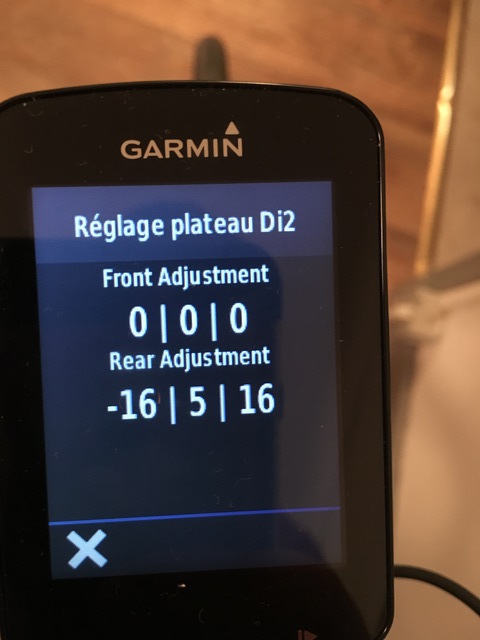 GARMIN
Réglage plateau Di2
Front Adjustment
0 | 0 | 0
Rear Adjustment
-16 | 5 | 16